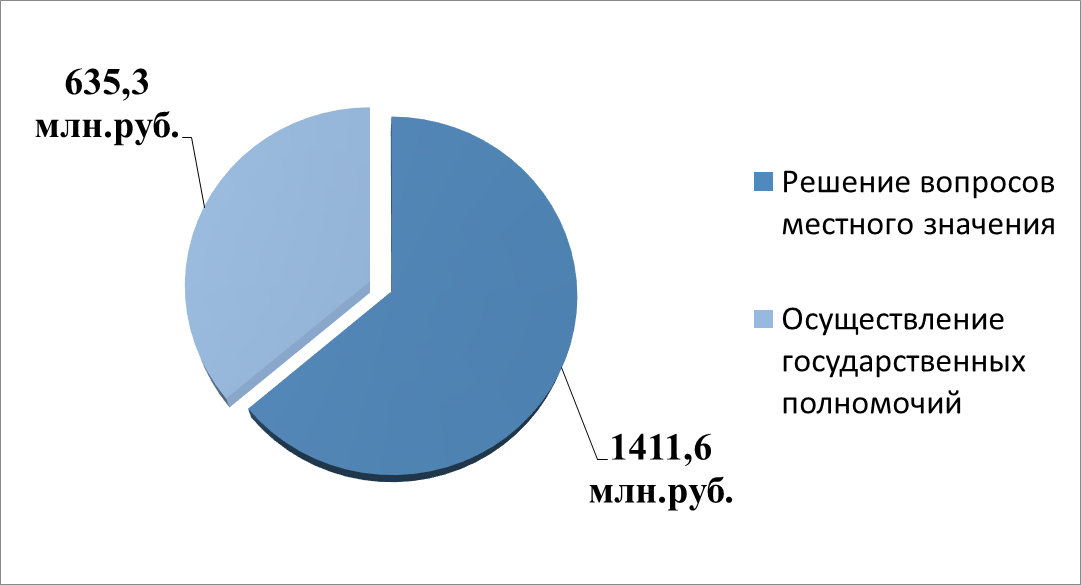 635,3
млн.руб.
Решение вопросов
местного значения
Осуществление
государственных
полномочий
1411,6
млн.руб.